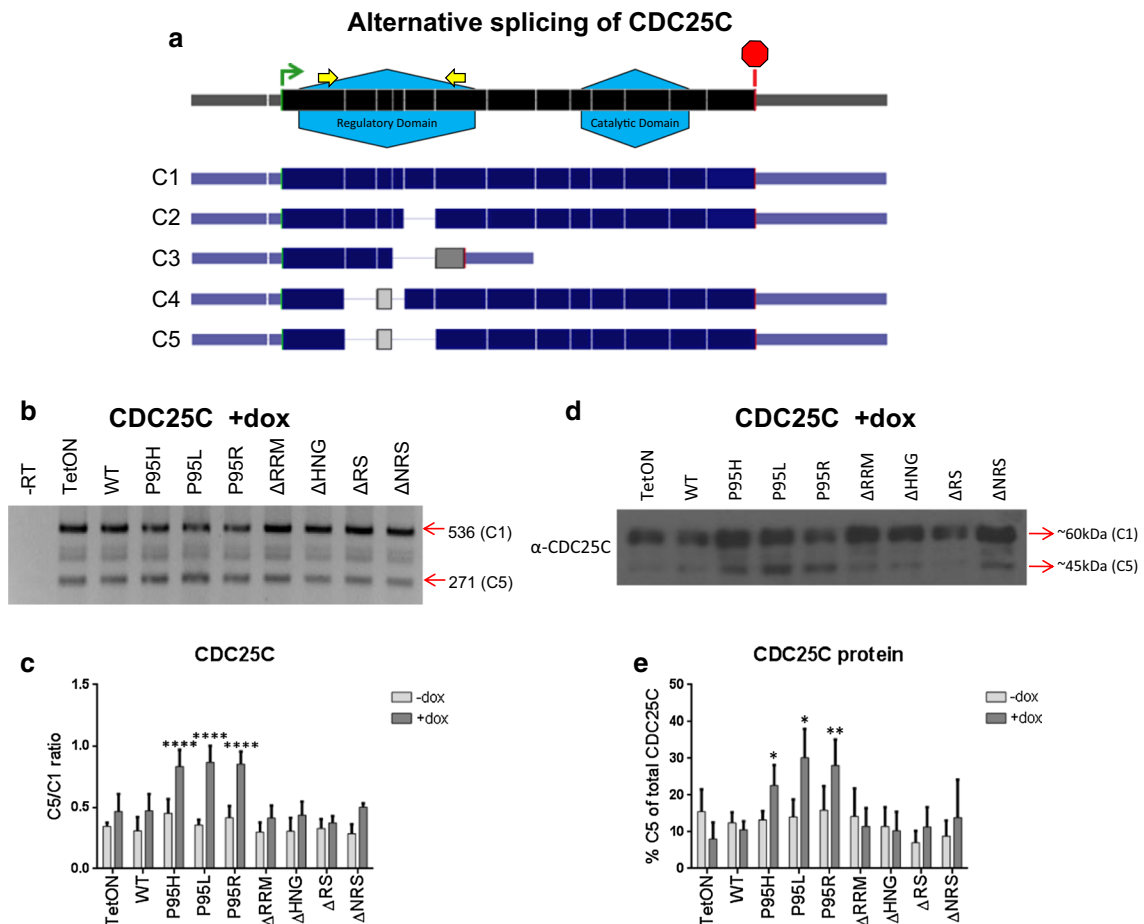 Alternative splicing of CDC25C
a
Regulatory Domain
Catalytic Domain
C1
C2
C3
C4
C5
b
CDC25C +dox
-RT
TetON
WT
P95H
P95L
P95R
ΔRRM
ΔHNG
ΔRS
ΔNRS
536 (C1)
271 (C5)
d
CDC25C +dox
TetON
WT
P95H
P95L
P95R
ΔRRM
ΔHNG
ΔRS
ΔNRS
α-CDC25C
~60kDa (C1)
~45kDa (C5)
c
CDC25C
C5/C1 ratio
1.5
1.0
0.5
0.0
****
****
****
-dox
+dox
TetON
WT
P95H
P95L
P95R
ΔRRM
ΔHNG
ΔRS
ΔNRS
e
CDC25C protein
% C5 of total CDC25C
50
40
30
20
10
0
*
*
**
-dox
+dox
TetON
WT
P95H
P95L
P95R
ΔRRM
ΔHNG
ΔRS
ΔNRS